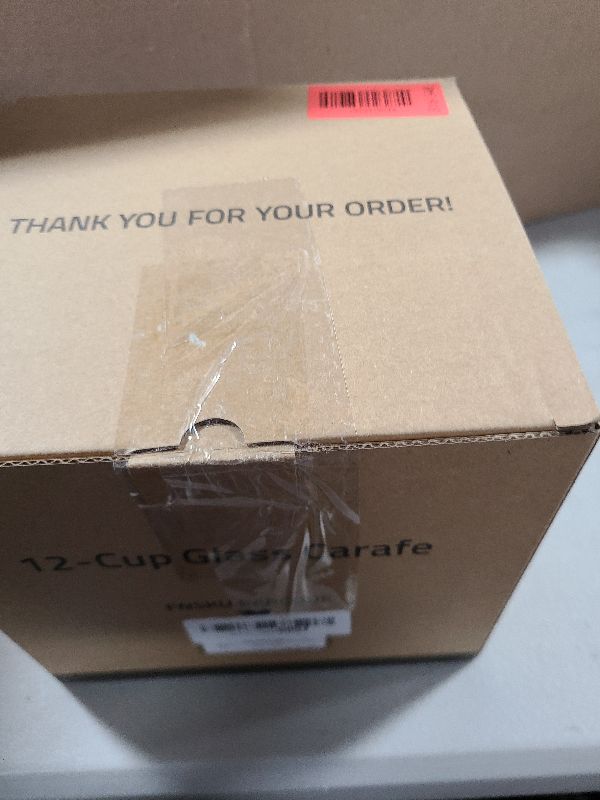 THANK YOU FOR YOUR ORDER!
12-Cup Glass Carafe